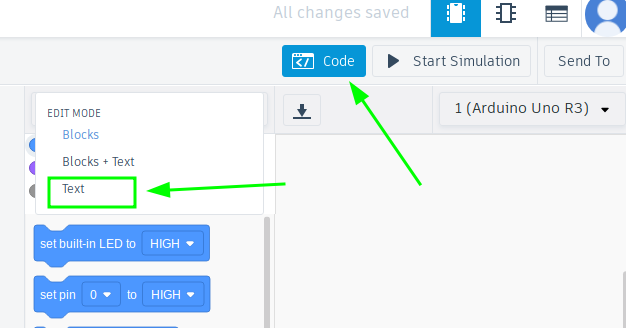 All changes saved
Code
Start Simulation
Send To
EDIT MODE
1 (Arduino Uno R3)
Blocks
Blocks + Text
Text
set built-in LED to HIGH
set pin 0 to HIGH